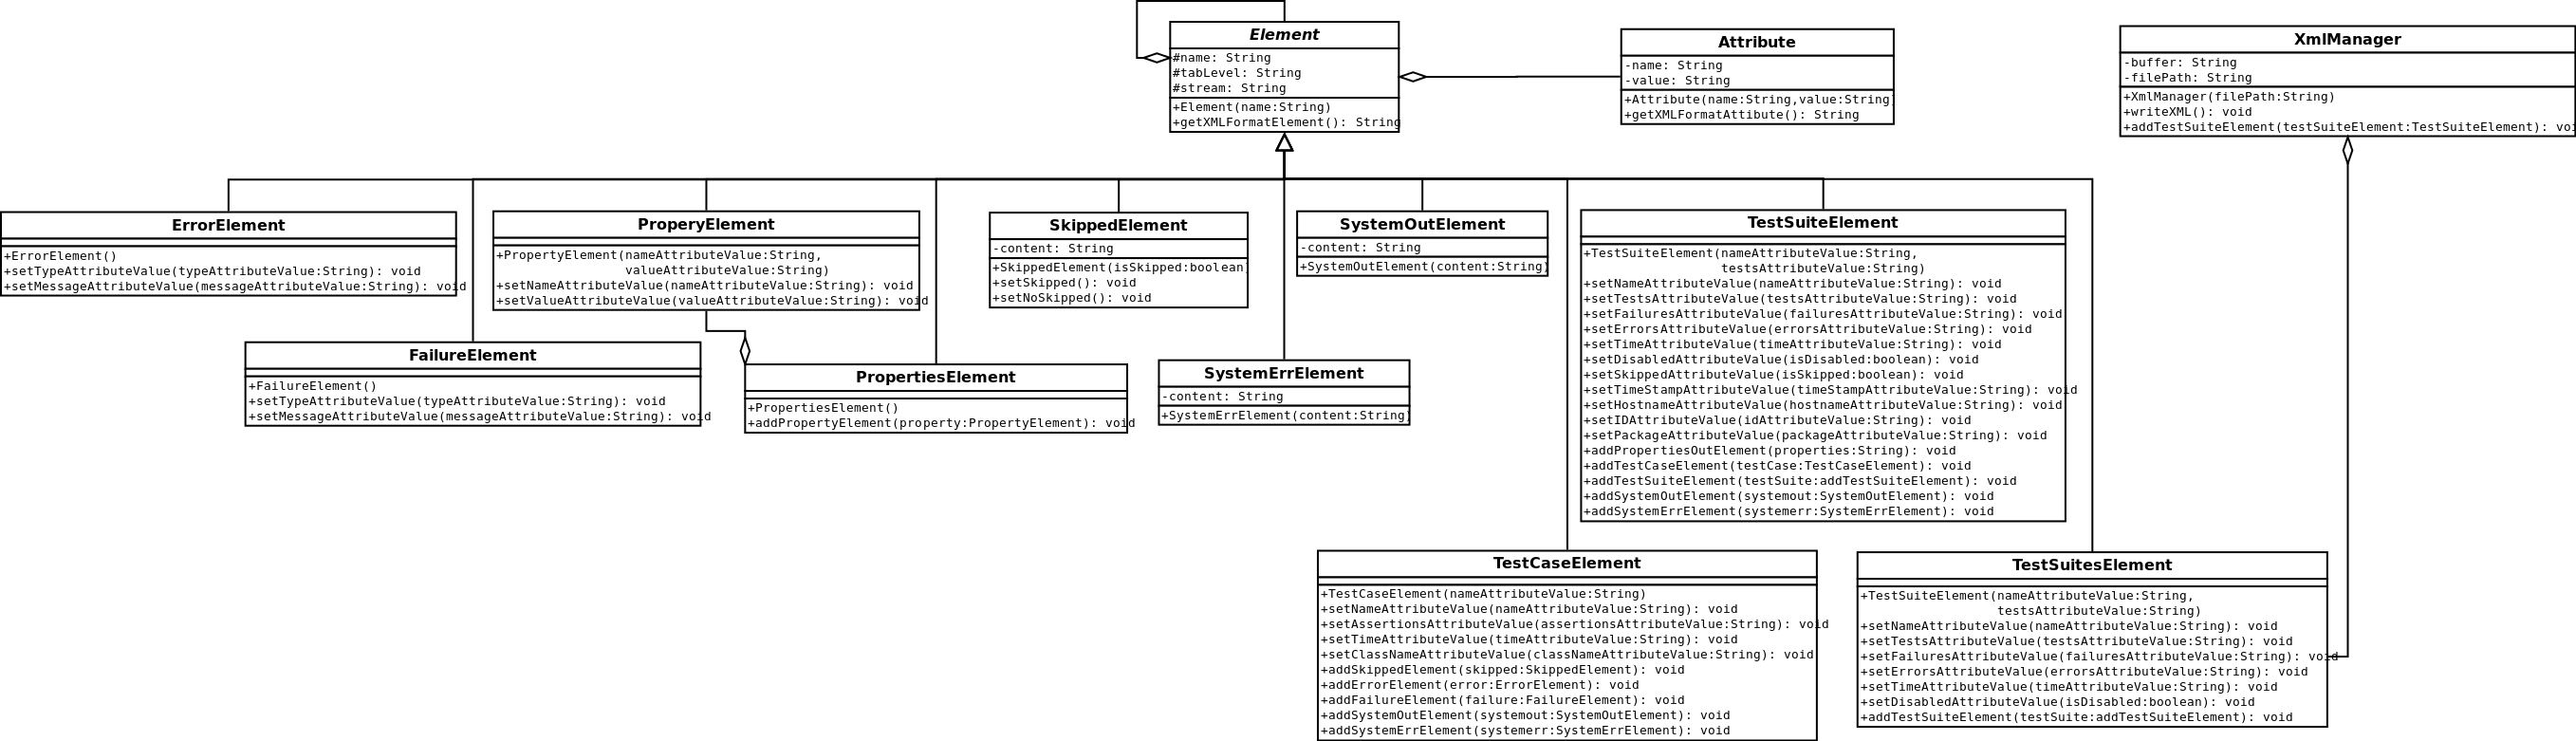 Element
#name: String
#tabLevel: String
#stream: String
+Element(name:String)
+getXMLFormatElement(): String
Attribute
-name: String
-value: String
+Attribute(name:String,value:String)
+getXMLFormatAttibute(): String
XmlManager
-buffer: String
-filePath: String
+XmlManager(filePath:String)
+writeXML(): void
+addTestSuiteElement(testSuiteElement:TestSuiteElement): voi
ErrorElement
+ErrorElement()
+setTypeAttributeValue(typeAttributeValue:String): void
+setMessageAttributeValue(messageAttributeValue:String): void
ProperyElement
+PropertyElement(nameAttributeValue:String,
valueAttributeValue:String)
+setNameAttributeValue(nameAttributeValue:String): void
+setValueAttributeValue(valueAttributeValue:String): void
SkippedElement
-content: String
+SkippedElement(isSkipped:boolean)
+setSkipped(): void
+setNoSkipped(): void
SystemOutElement
-content: String
+SystemOutElement(content:String)
TestSuiteElement
+TestSuiteElement(nameAttributeValue:String,
testsAttributeValue:String)
+setNameAttributeValue(nameAttributeValue:String): void
+setTestsAttributeValue(testsAttributeValue:String): void
+setFailuresAttributeValue(failuresAttributeValue:String): void
+setErrorsAttributeValue(errorsAttributeValue:String): void
+setTimeAttributeValue(timeAttributeValue:String): void
+setDisabledAttributeValue(isDisabled:boolean): void
+setSkippedAttributeValue(isSkipped:boolean): void
+setTimeStampAttributeValue(timeStampAttributeValue:String): void
+setHostnameAttributeValue(hostnameAttributeValue:String): void
+setIDAttributeValue(idAttributeValue:String): void
+setPackageAttributeValue(packageAttributeValue:String): void
+addPropertiesOutElement(properties:String): void
+addTestCaseElement(testCase:TestCaseElement): void
+addTestSuiteElement(testSuite:addTestSuiteElement): void
+addSystemOutElement(systemout:SystemOutElement): void
+addSystemErrElement(systemerr:SystemErrElement): void
FailureElement
+FailureElement()
+setTypeAttributeValue(typeAttributeValue:String): void
+setMessageAttributeValue(messageAttributeValue:String): void
PropertiesElement
+PropertiesElement()
+addPropertyElement(property:PropertyElement): void
SystemErrElement
-content: String
+SystemErrElement(content:String)
TestCaseElement
+TestCaseElement(nameAttributeValue:String)
+setNameAttributeValue(nameAttributeValue:String): void
+setAssertionsAttributeValue(assertionsAttributeValue:String): void
+setTimeAttributeValue(timeAttributeValue:String): void
+setClassNameAttributeValue(classNameAttributeValue:String): void
+addSkippedElement(skipped:SkippedElement): void
+addErrorElement(error:ErrorElement): void
+addFailureElement(failure:FailureElement): void
+addSystemOutElement(systemout:SystemOutElement): void
+addSystemErrElement(systemerr:SystemErrElement): void
TestSuitesElement
+TestSuiteElement(nameAttributeValue:String,
testsAttributeValue:String)
+setNameAttributeValue(nameAttributeValue:String): void
+setTestsAttributeValue(testsAttributeValue:String): void
+setFailuresAttributeValue(failuresAttributeValue:String): void
+setErrorsAttributeValue(errorsAttributeValue:String): void
+setTimeAttributeValue(timeAttributeValue:String): void
+setDisabledAttributeValue(isDisabled:boolean): void
+addTestSuiteElement(testSuite:addTestSuiteElement): void